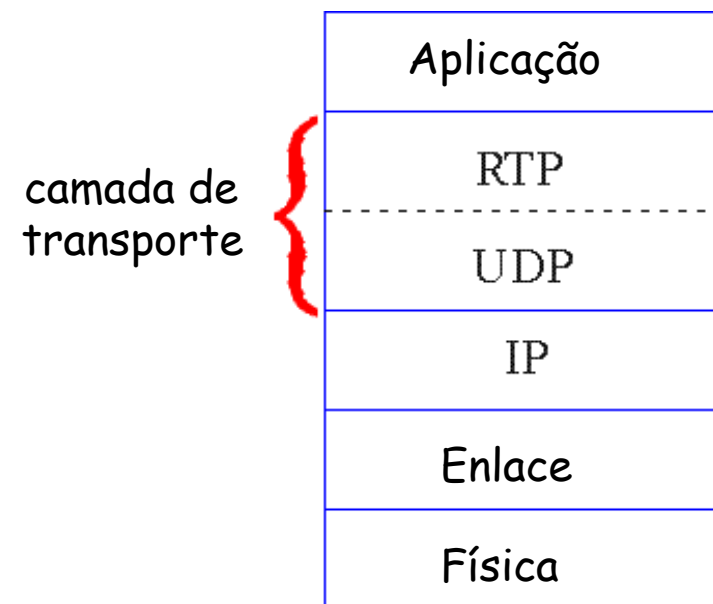 Aplicação
RTP
camada de
transporte
UDP
IP
Enlace
Física